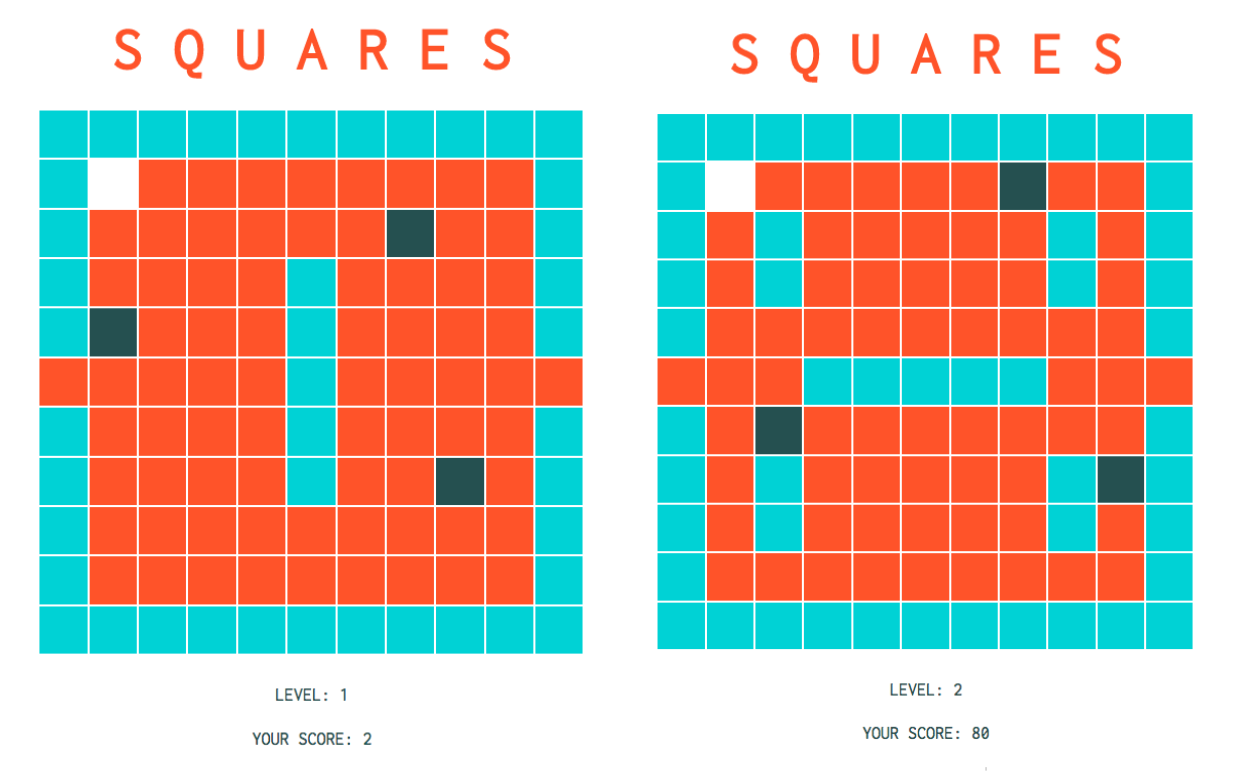 S Q U A R E S
LEVEL: 1
YOUR SCORE: 2
S Q U A R E S
LEVEL: 2
YOUR SCORE: 80